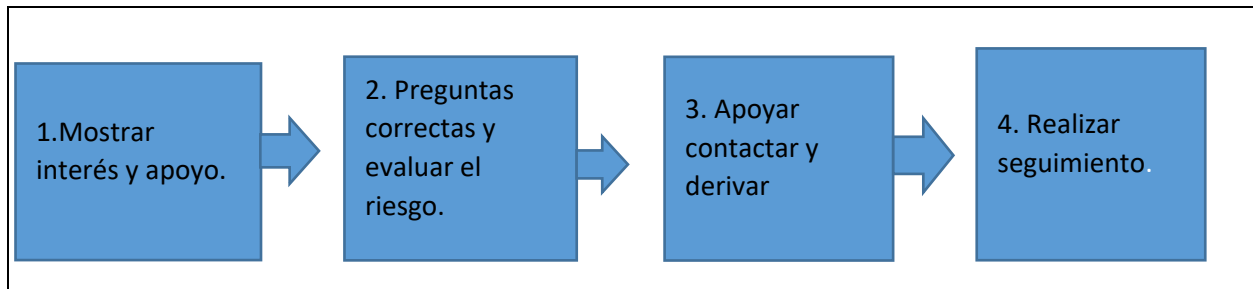 1.Mostrar
interés y apoyo.
2. Preguntas
correctas y
evaluar el
riesgo.
3. Apoyar
contactar y
derivar
4. Realizar
seguimiento.